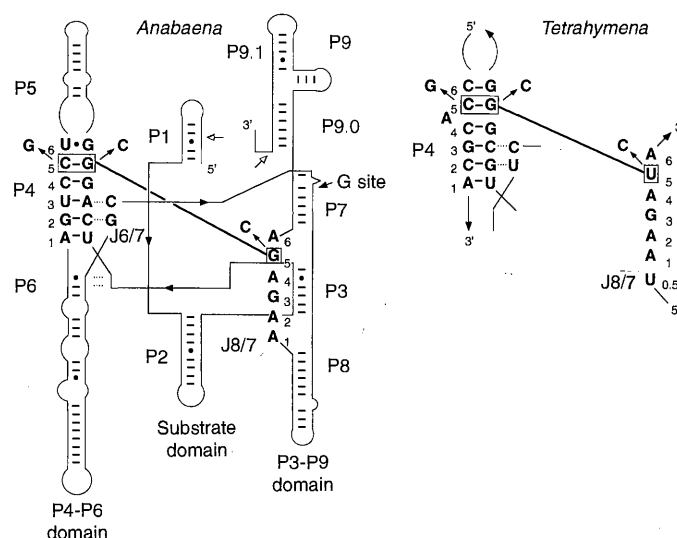 Anabaena
Tetrahymena
P5
P9.1
P9
P1
3'
5'
P9.0
G 6 U•G C
5 C–G
P4
4 C–G
3 U–A C
2 G–C G
1 A–U
J6/7
G site
P7
C
A 6
G 5
A 4
G 3
A 2
A 1
J8/7
P6
P3
P2
P8
Substrate
domain
P3-P9
domain
P4-P6
domain
5'
G 6 C–G C
5 C–G
A
P4
4 C–G
3 G–C C
2 C–G U
1 A–U
3'
3
C
A 6
U 5
A 4
G 3
A 2
A 1
J8/7
U 0.5
5